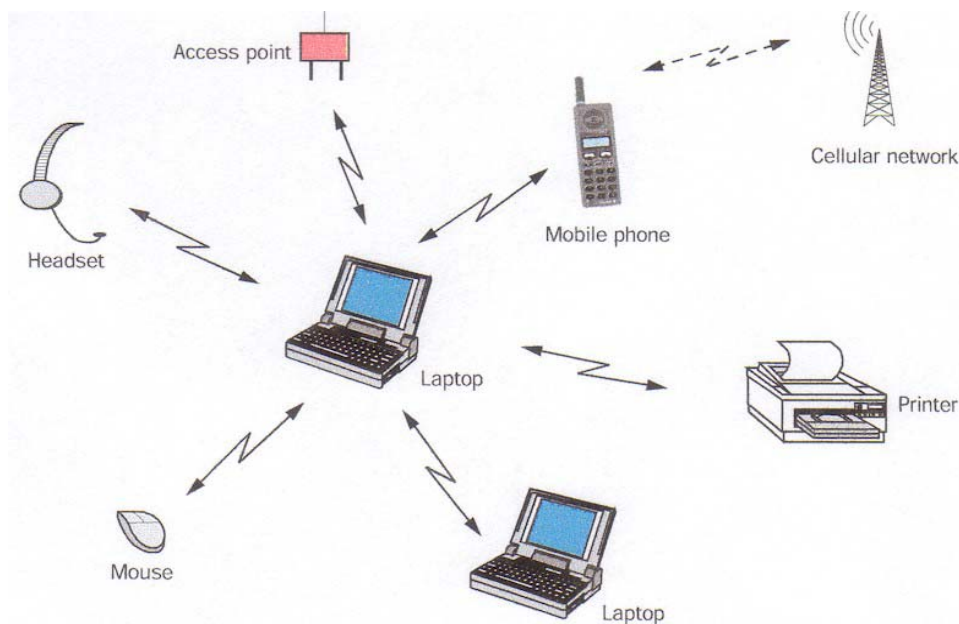 Access point
Cellular network
Mobile phone
Headset
Laptop
Printer
Mouse
Laptop